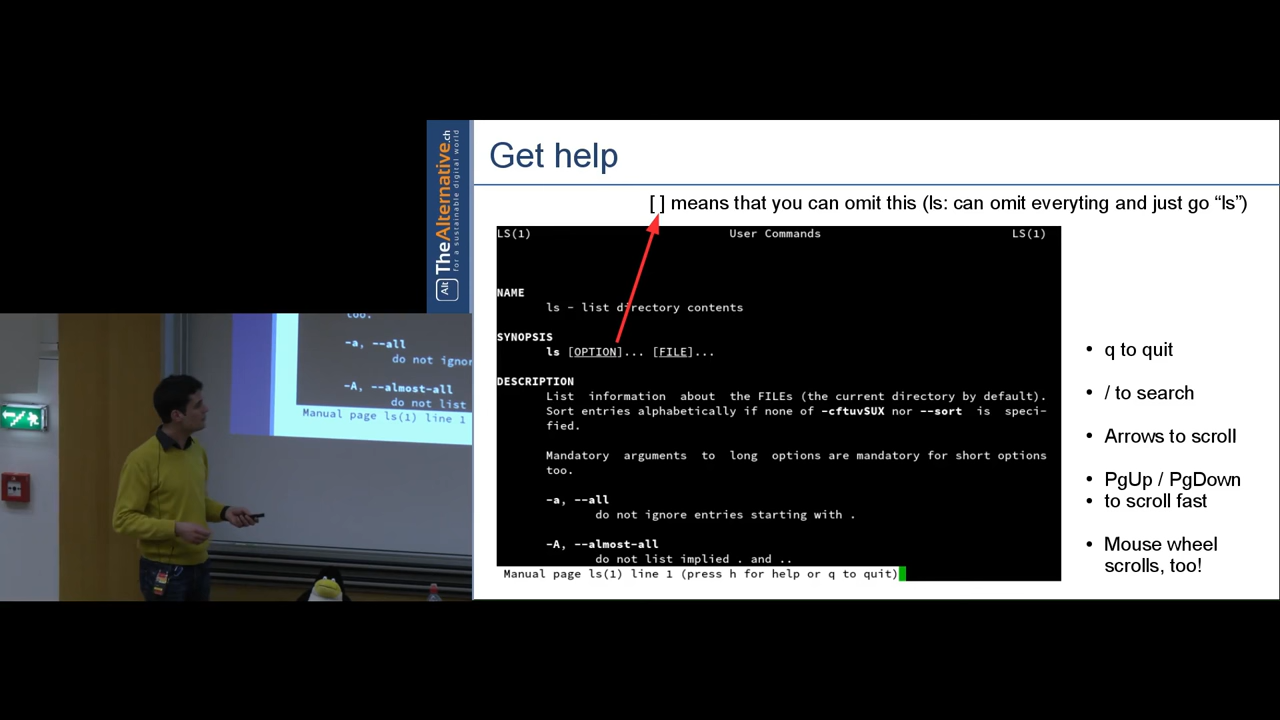 Get help
[ ] means that you can omit this (ls: can omit everyting and just go “ls”)
LS(1) User Commands LS(1)
NAME
ls - list directory contents
SYNOPSIS
ls [OPTION]... [FILE]...
DESCRIPTION
List information about the FILEs (the current directory by default).
Sort entries alphabetically if none of -cftuvSUX nor --sort is speci-
fied.
Mandatory arguments to long options are mandatory for short options
too.
-a, --all
do not ignore entries starting with .
-A, --almost-all
do not list implied . and ..
Manual page ls(1) line 1 (press h for help or q to quit)
• q to quit
• / to search
• Arrows to scroll
• PgUp / PgDown
• to scroll fast
• Mouse wheel
scrolls, too!
Alt TheAlternative.ch
for a sustainable digital world
too.
-a, --all
do not ignor
-A, --almost-all
do not list
Manual page ls(1) line 1